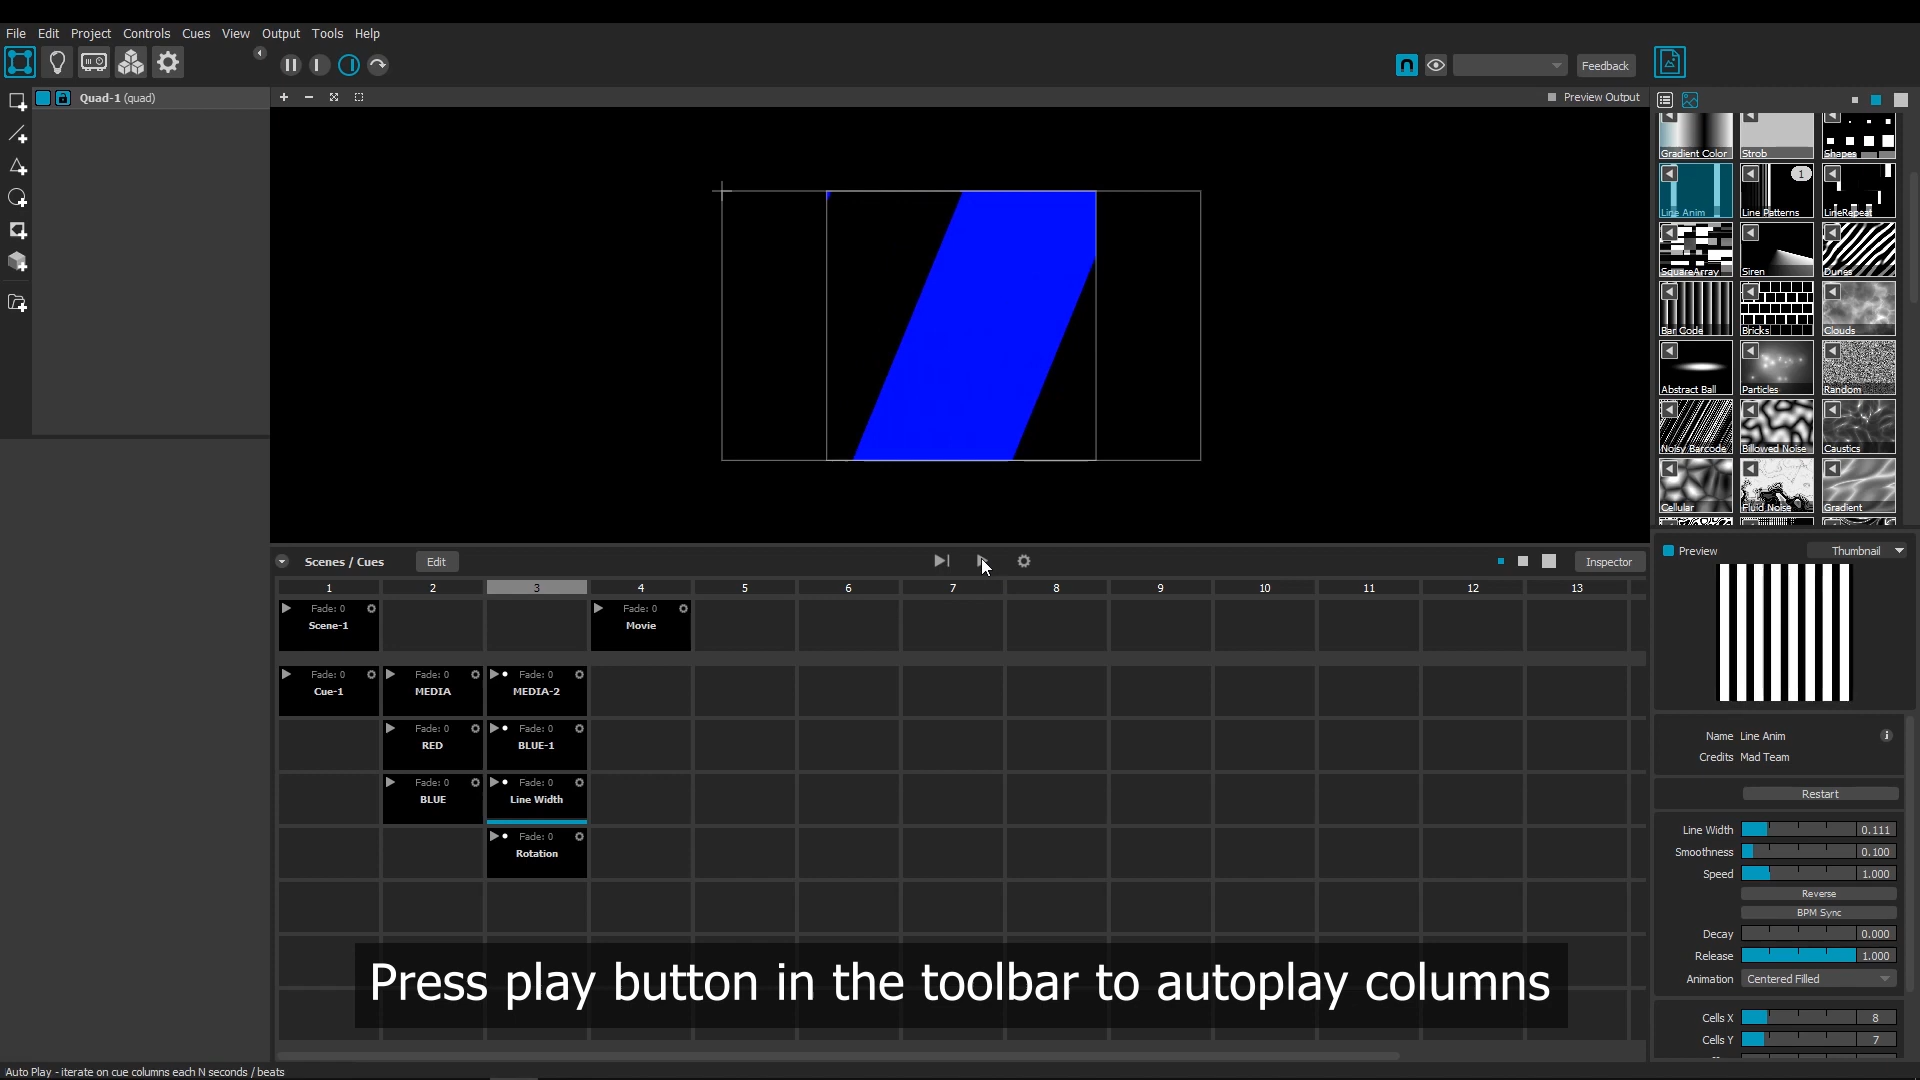 File Edit Project Controls Cues View Output Tools Help
Feedback
Quad-1 (quad)
Preview Output
Gradient Color Strob Shapes
Line Anim Line Patterns 1 LineRepeat
SquareArray Siren Dunes
Bar Code Bricks Clouds
Abstract Ball Particles Random
Noisy Barcode Billowed Noise Caustics
Cellular Fluid Noise Gradient
Scenes / Cues Edit Inspector
1 2 3 4 5 6 7 8 9 10 11 12 13
Fade: 0 Fade: 0
Scene-1 Movie
Fade: 0 Fade: 0 Fade: 0
Cue-1 MEDIA MEDIA-2
Fade: 0 Fade: 0
RED BLUE-1
Fade: 0 Fade: 0
BLUE Line Width
Fade: 0
Rotation
Preview Thumbnail
Name Line Anim
Credits Mad Team
Restart
Line Width 0.111
Smoothness 0.100
Speed 1.000
Reverse
BPM Sync
Decay 0.000
Release 1.000
Animation Centered Filled
Cells X 8
Cells Y 7
Press play button in the toolbar to autoplay columns
Auto Play - iterate on cue columns each N seconds / beats